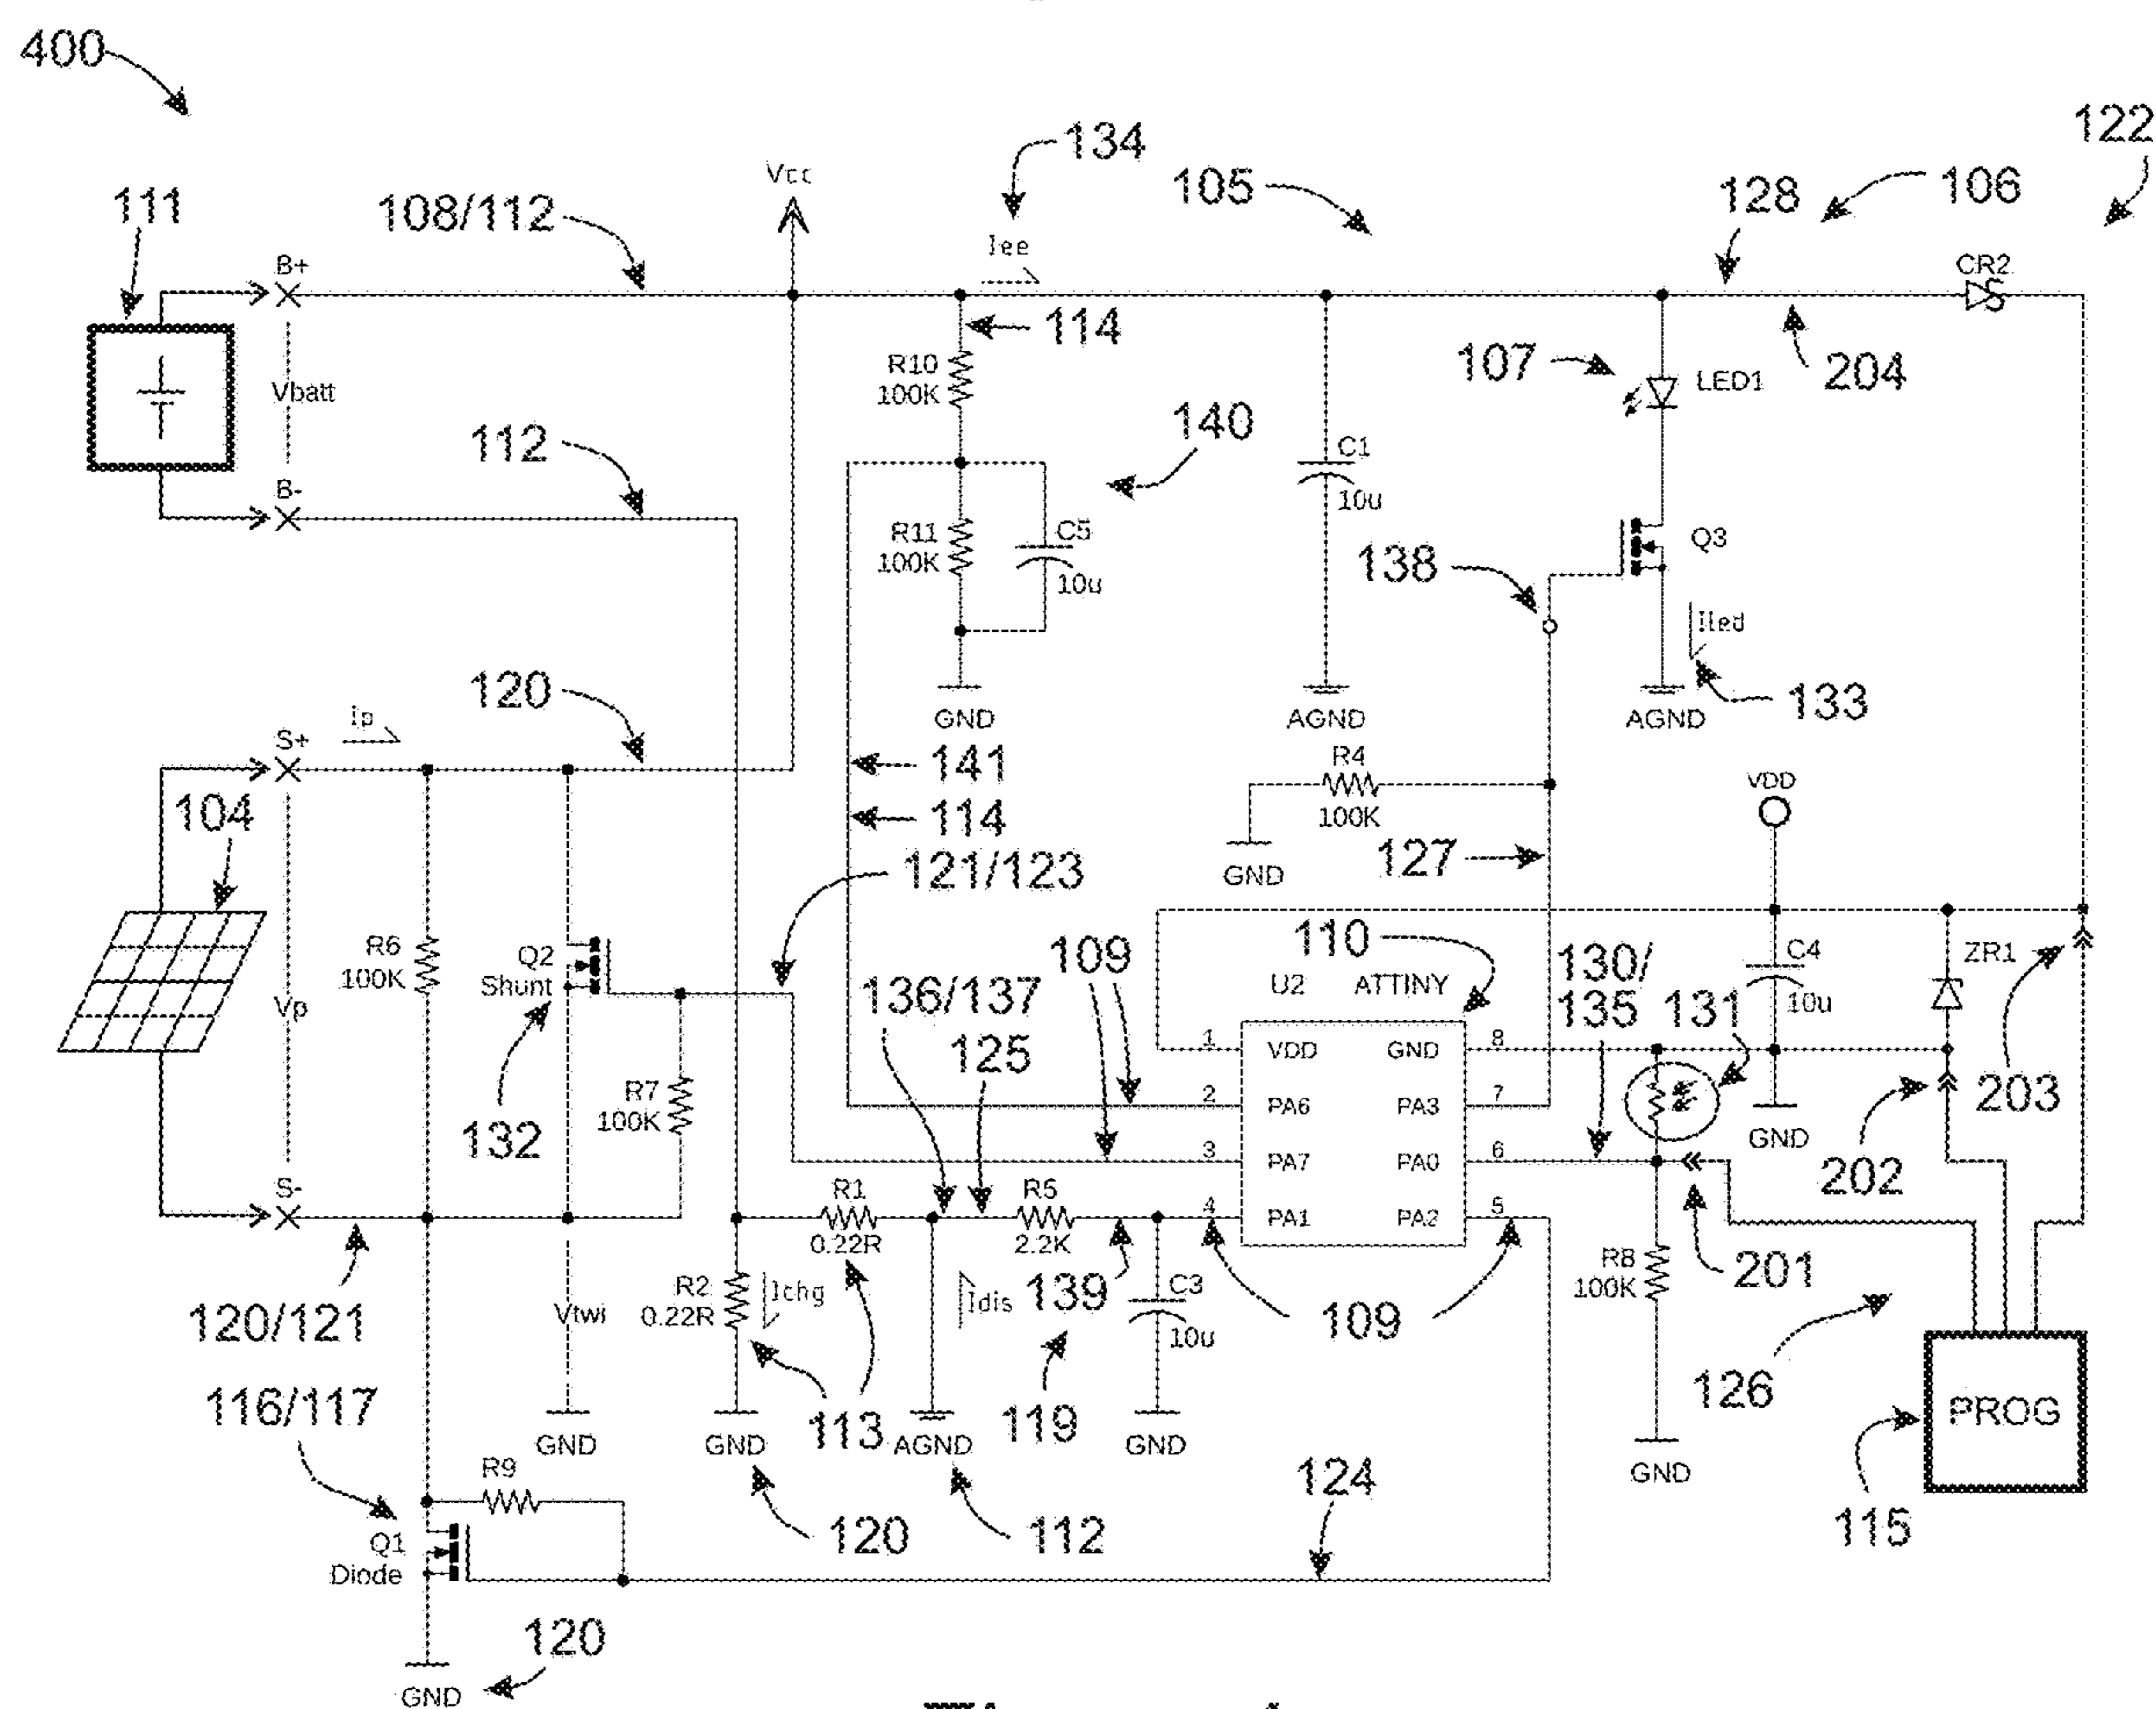 400
134
122
Vcc
105
128
106
111
108/112
Iee
B+
CR2
114
107
LED1
204
R10
100K
Vbatt
140
112
C1
10u
B-
R11
100K
C5
10u
138
Q3
Iled
120
Ip
S+
GND
AGND
AGND
133
141
R4
100K
VDD
104
114
121/123
GND
127
R6
100K
Q2
Shunt
109
110
130/
135
C4
10u
ZR1
136/137
U2 ATTINY
131
Vp
125
1 VDD GND 8
203
R7
100K
2 PA6 PA3 7
132
GND
3 PA7 PA0 6
202
S-
R1
0.22R
R5
2.2K
4 PA1 PA2 5
R8
100K
201
120/121
Vtwi
R2
0.22R
Ichg
Idis
139
C3
10u
109
126
116/117
GND
GND
113
AGND
119
GND
PROG
R9
GND
124
120
112
115
Q1
Diode
120
GND